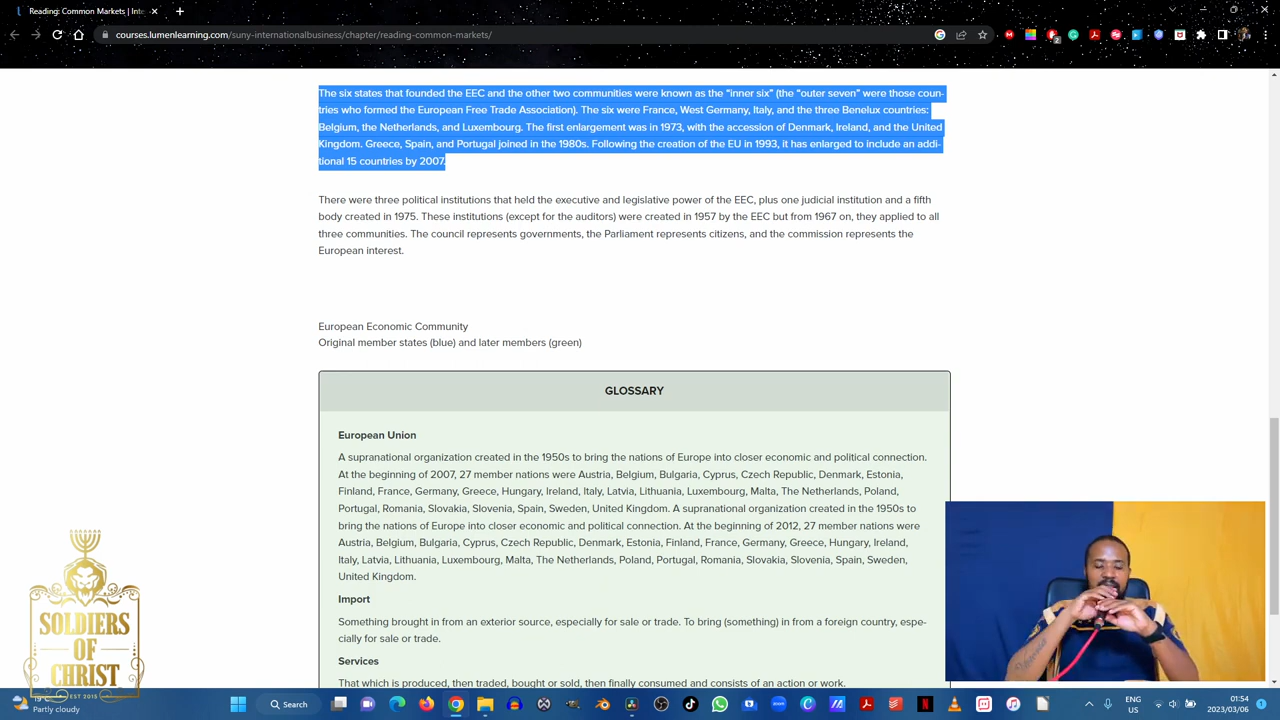 Reading: Common Markets | Inte
courses.lumenlearning.com/suny-internationalbusiness/chapter/reading-common-markets/
The six states that founded the EEC and the other two communities were known as the "inner six" (the "outer seven" were those coun-
tries who formed the European Free Trade Association). The six were France, West Germany, Italy, and the three Benelux countries:
Belgium, the Netherlands, and Luxembourg. The first enlargement was in 1973, with the accession of Denmark, Ireland, and the United
Kingdom. Greece, Spain, and Portugal joined in the 1980s. Following the creation of the EU in 1993, it has enlarged to include an addi-
tional 15 countries by 2007.
There were three political institutions that held the executive and legislative power of the EEC, plus one judicial institution and a fifth
body created in 1975. These institutions (except for the auditors) were created in 1957 by the EEC but from 1967 on, they applied to all
three communities. The council represents governments, the Parliament represents citizens, and the commission represents the
European interest.
European Economic Community
Original member states (blue) and later members (green)
GLOSSARY
European Union
A supranational organization created in the 1950s to bring the nations of Europe into closer economic and political connection.
At the beginning of 2007, 27 member nations were Austria, Belgium, Bulgaria, Cyprus, Czech Republic, Denmark, Estonia,
Finland, France, Germany, Greece, Hungary, Ireland, Italy, Latvia, Lithuania, Luxembourg, Malta, The Netherlands, Poland,
Portugal, Romania, Slovakia, Slovenia, Spain, Sweden, United Kingdom. A supranational organization created in the 1950s to
bring the nations of Europe into closer economic and political connection. At the beginning of 2012, 27 member nations were
Austria, Belgium, Bulgaria, Cyprus, Czech Republic, Denmark, Estonia, Finland, France, Germany, Greece, Hungary, Ireland,
Italy, Latvia, Lithuania, Luxembourg, Malta, The Netherlands, Poland, Portugal, Romania, Slovakia, Slovenia, Spain, Sweden,
United Kingdom.
Import
Something brought in from an exterior source, especially for sale or trade. To bring (something) in from a foreign country, espe-
cially for sale or trade.
Services
That which is produced, then traded, bought or sold, then finally consumed and consists of an action or work.
SOLDIERS
OF
CHRIST
EST 2015
Partly cloudy
Search
ENG
US
01:54
2023/03/06